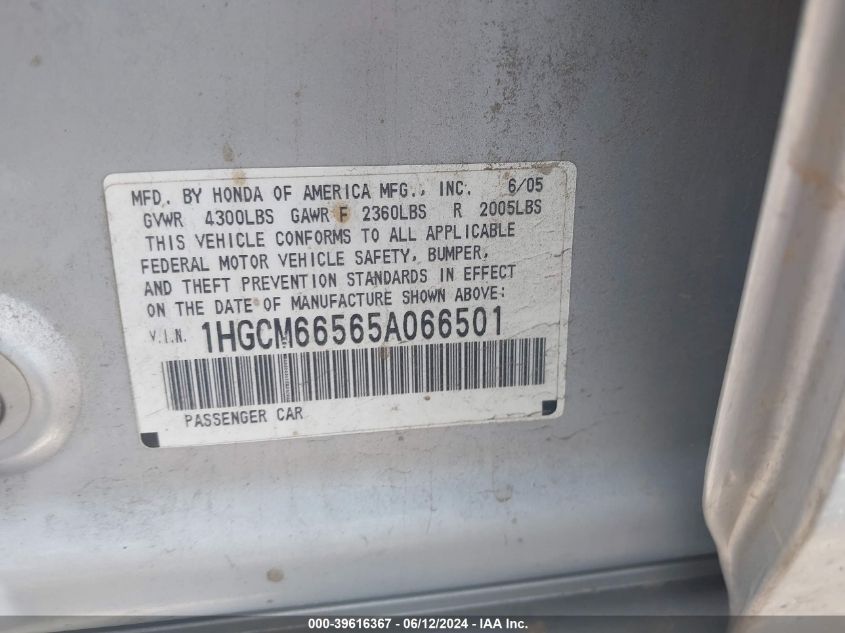 MFD. BY HONDA OF AMERICA MFG., INC. 6/05
GVWR 4300LBS GAWR F 2360LBS R 2005LBS
THIS VEHICLE CONFORMS TO ALL APPLICABLE
FEDERAL MOTOR VEHICLE SAFETY, BUMPER,
AND THEFT PREVENTION STANDARDS IN EFFECT
ON THE DATE OF MANUFACTURE SHOWN ABOVE:
V.I.N. 1HGCM66565A066501
PASSENGER CAR
000-39616367 - 06/12/2024 - IAA Inc.